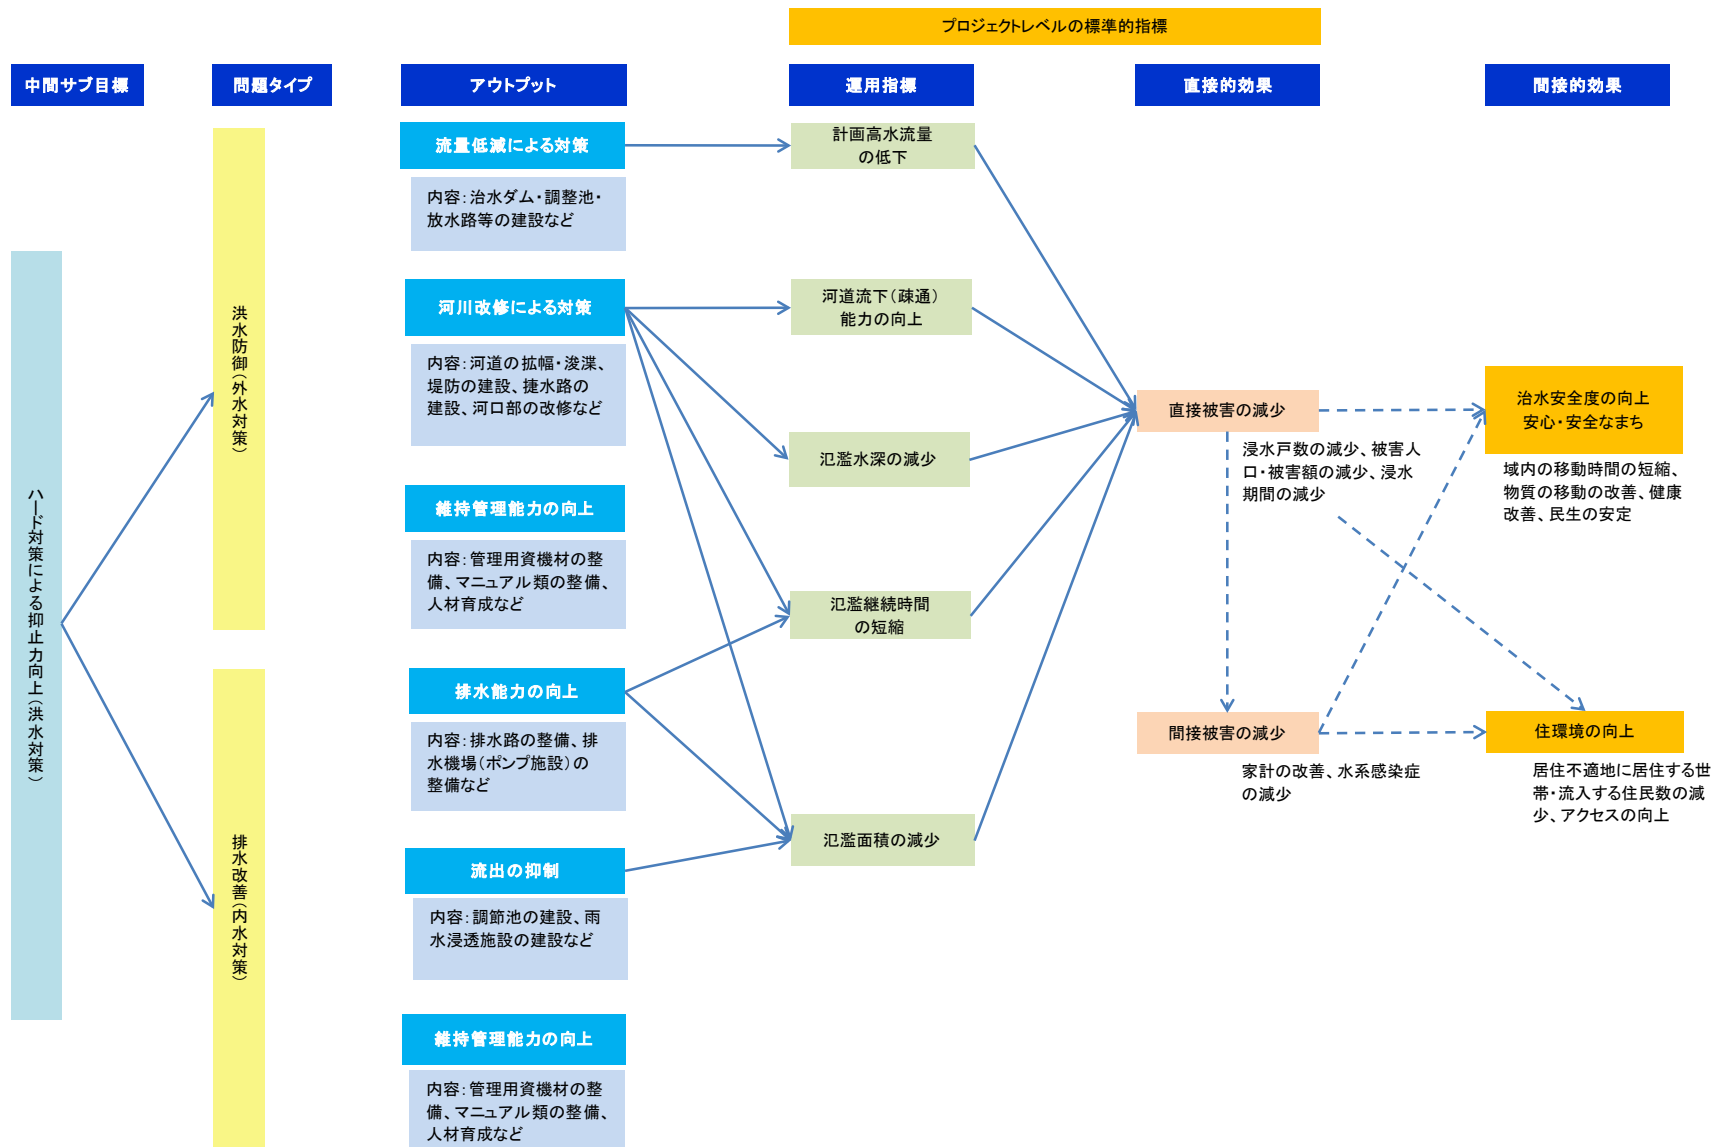 プロジェクトレベルの標準的指標
中間サブ目標
問題タイプ
アウトプット
運用指標
直接的効果
間接的効果
ハード対策による抑止力向上(洪水対策)
洪水防御(外水対策)
排水改善(内水対策)
流量低減による対策
内容:治水ダム・調整池・
放水路等の建設など
河川改修による対策
内容:河道の拡幅・浚渫、
堤防の建設、捷水路の
建設、河口部の改修など
維持管理能力の向上
内容:管理用資機材の整
備、マニュアル類の整備、
人材育成など
排水能力の向上
内容:排水路の整備、排
水機場(ポンプ施設)の
整備など
流出の抑制
内容:調節池の建設、雨
水浸透施設の建設など
維持管理能力の向上
内容:管理用資機材の整
備、マニュアル類の整備、
人材育成など
計画高水流量
の低下
河道流下(疎通)
能力の向上
氾濫水深の減少
氾濫継続時間
の短縮
氾濫面積の減少
直接被害の減少
浸水戸数の減少、被害人
口・被害額の減少、浸水
期間の減少
間接被害の減少
家計の改善、水系感染症
の減少
治水安全度の向上
安心・安全なまち
域内の移動時間の短縮、
物質の移動の改善、健康
改善、民生の安定
住環境の向上
居住不適地に居住する世
帯・流入する住民数の減
少、アクセスの向上